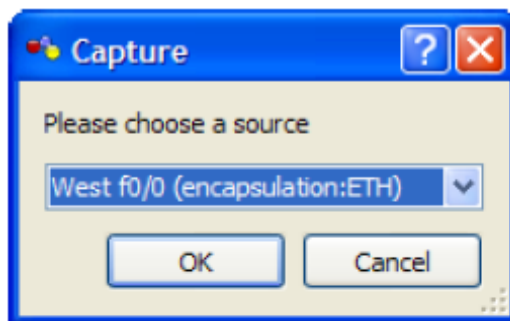 Capture
Please choose a source
West f0/0 (encapsulation:ETH)
OK Cancel